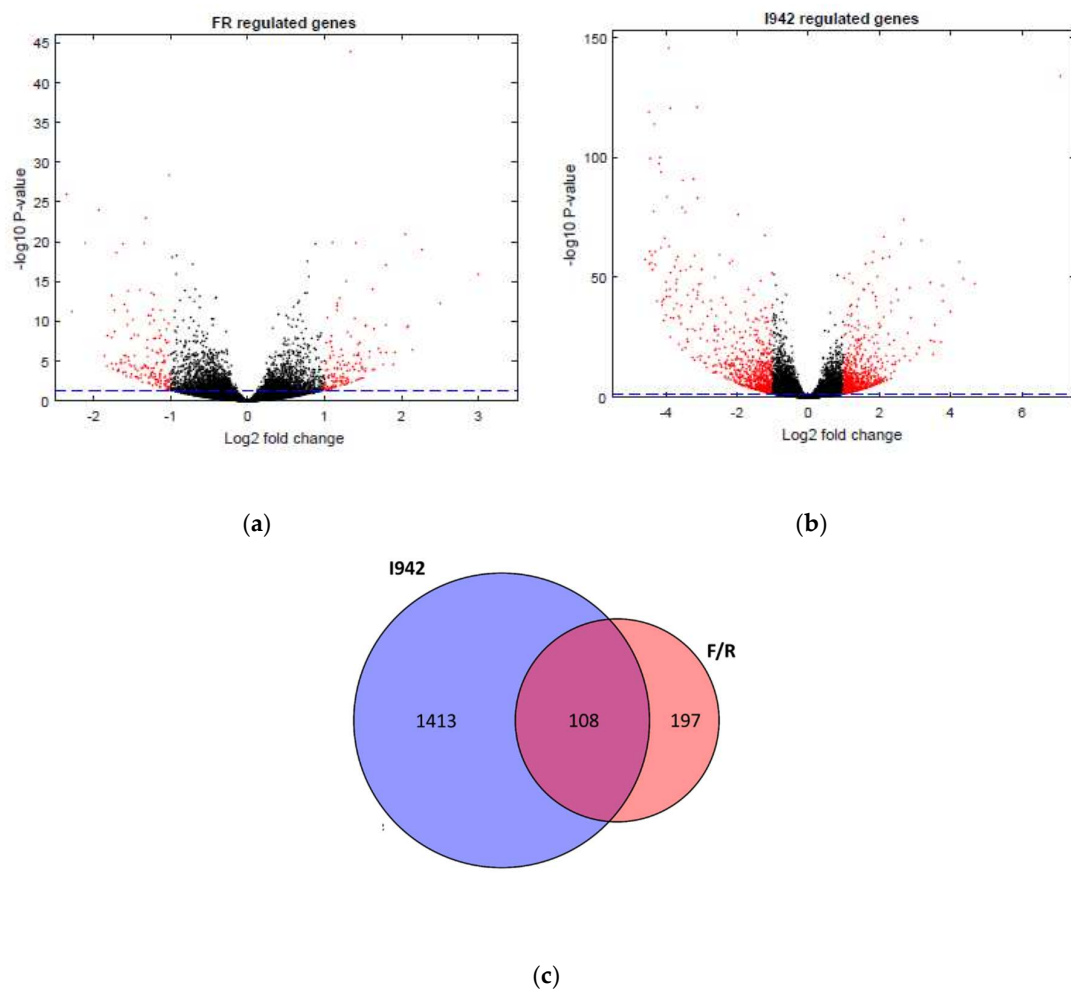 FR regulated genes
45
40
35
30
25
20
15
10
5
0
-log10 P-value
-2
-1
0
1
2
3
Log2 fold change
(a)
I942 regulated genes
150
100
50
0
-log10 P-value
-4
-2
0
2
4
6
Log2 fold change
(b)
I942
F/R
1413
108
197
(c)